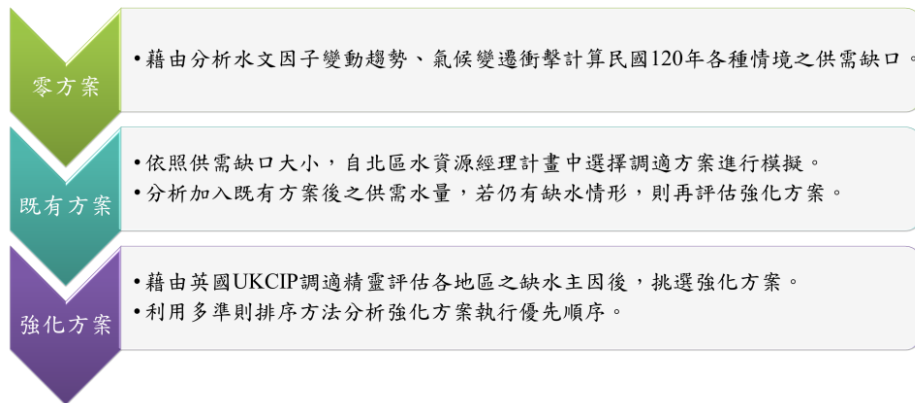 零方案
•藉由分析水文因子變動趨勢、氣候變遷衝擊計算民國120年各種情境之供需缺口。
既有方案
•依照供需缺口大小，自北區水資源經理計畫中選擇調適方案進行模擬。
•分析加入既有方案後之供需水量，若仍有缺水情形，則再評估強化方案。
強化方案
•藉由英國UKCIP調適精靈評估各地區之缺水主因後，挑選強化方案。
•利用多準則排序方法分析強化方案執行優先順序。